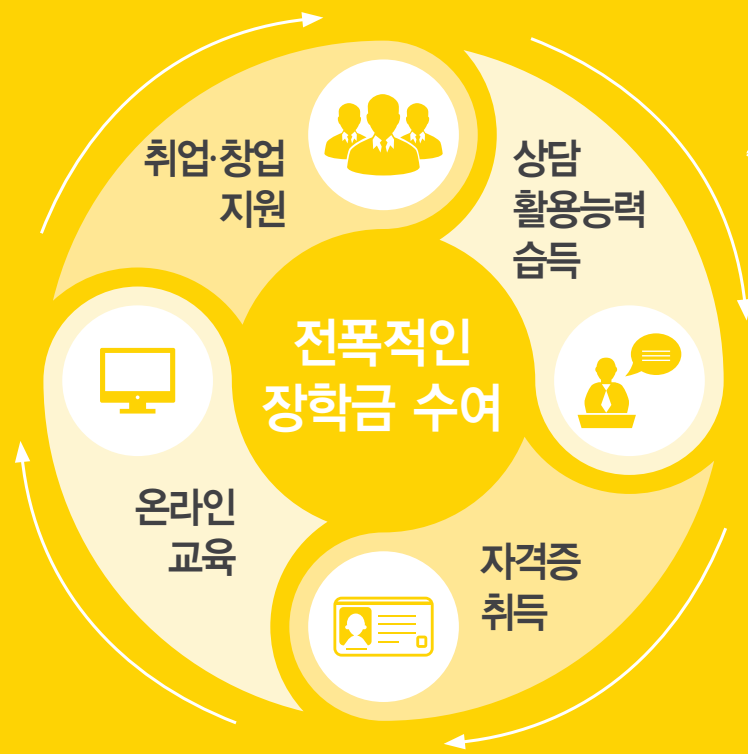 취업·창업
지원
상담
활용능력
습득
전폭적인
장학금 수여
온라인
교육
자격증
취득